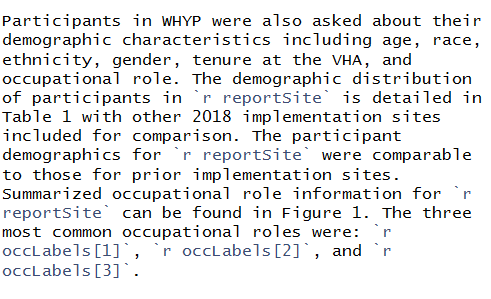 Participants in WHYP were also asked about their
demographic characteristics including age, race,
ethnicity, gender, tenure at the VHA, and
occupational role. The demographic distribution
of participants in `r reportSite` is detailed in
Table 1 with other 2018 implementation sites
included for comparison. The participant
demographics for `r reportSite` were comparable
to those for prior implementation sites.
Summarized occupational role information for `r
reportSite` can be found in Figure 1. The three
most common occupational roles were: `r
occLabels[1]`, `r occLabels[2]`, and `r
occLabels[3]`.